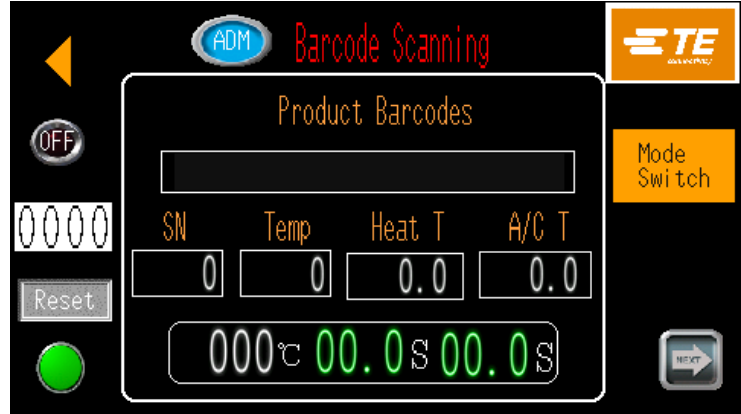 ADM
Barcode Scanning
TE
connectivity
Product Barcodes
OFF
Mode
Switch
0000
SN Temp Heat T A/C T
0 0 0.0 0.0
Reset
000℃ 00.0S 00.0S
NEXT